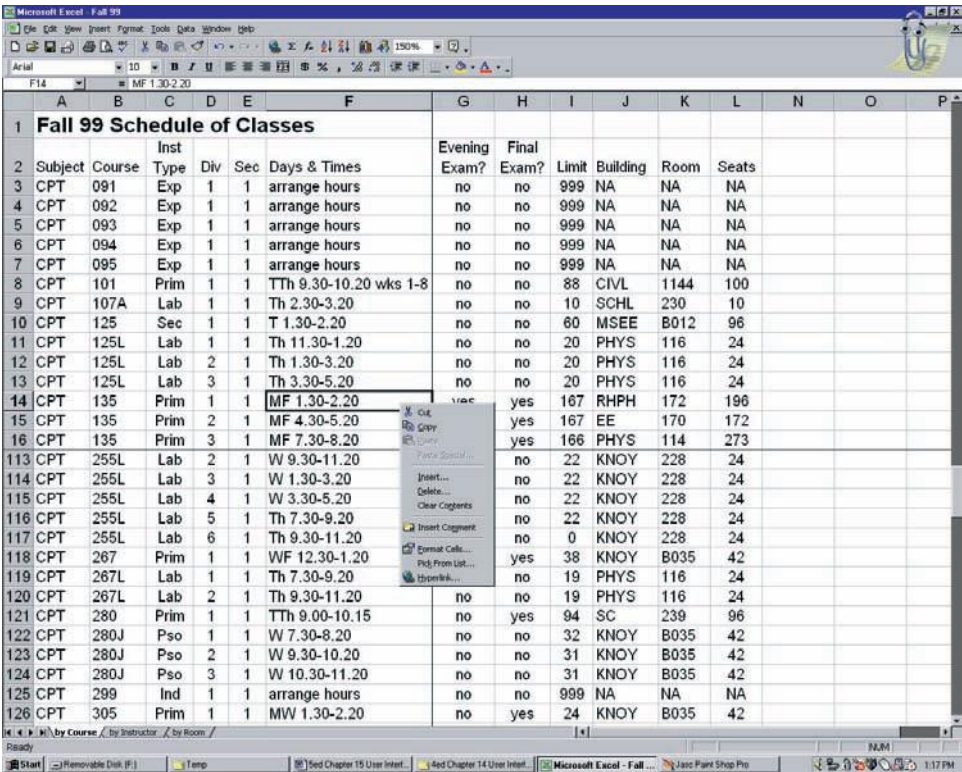 Microsoft Excel - Fall 99
File Edit View Insert Format Tools Data Window Help
150%
Arial 10 B I U $ % ,
F14 = MF 1.30-2.20
A B C D E F G H I J K L N O P
1 Fall 99 Schedule of Classes
Inst Evening Final
2 Subject Course Type Div Sec Days & Times Exam? Exam? Limit Building Room Seats
3 CPT 091 Exp 1 1 arrange hours no no 999 NA NA NA
4 CPT 092 Exp 1 1 arrange hours no no 999 NA NA NA
5 CPT 093 Exp 1 1 arrange hours no no 999 NA NA NA
6 CPT 094 Exp 1 1 arrange hours no no 999 NA NA NA
7 CPT 095 Exp 1 1 arrange hours no no 999 NA NA NA
8 CPT 101 Prim 1 1 TTh 9.30-10.20 wks 1-8 no no 88 CIVL 1144 100
9 CPT 107A Lab 1 1 Th 2.30-3.20 no no 10 SCHL 230 10
10 CPT 125 Sec 1 1 T 1.30-2.20 no no 60 MSEE B012 96
11 CPT 125L Lab 1 1 Th 11.30-1.20 no no 20 PHYS 116 24
12 CPT 125L Lab 2 1 Th 1.30-3.20 no no 20 PHYS 116 24
13 CPT 125L Lab 3 1 Th 3.30-5.20 no no 20 PHYS 116 24
14 CPT 135 Prim 1 1 MF 1.30-2.20 yes yes 167 RHPH 172 196
15 CPT 135 Prim 2 1 MF 4.30-5.20 yes 167 EE 170 172
16 CPT 135 Prim 3 1 MF 7.30-8.20 yes 166 PHYS 114 273
113 CPT 255L Lab 2 1 W 9.30-11.20 no 22 KNOY 228 24
114 CPT 255L Lab 3 1 W 1.30-3.20 no 22 KNOY 228 24
115 CPT 255L Lab 4 1 W 3.30-5.20 no 22 KNOY 228 24
116 CPT 255L Lab 5 1 Th 7.30-9.20 no 22 KNOY 228 24
117 CPT 255L Lab 6 1 Th 9.30-11.20 no 0 KNOY 228 24
118 CPT 267 Prim 1 1 WF 12.30-1.20 yes 38 KNOY B035 42
119 CPT 267L Lab 1 1 Th 7.30-9.20 no 19 PHYS 116 24
120 CPT 267L Lab 2 1 Th 9.30-11.20 no no 19 PHYS 116 24
121 CPT 280 Prim 1 1 TTh 9.00-10.15 no yes 94 SC 239 96
122 CPT 280J Pso 1 1 W 7.30-8.20 no no 32 KNOY B035 42
123 CPT 280J Pso 2 1 W 9.30-10.20 no no 31 KNOY B035 42
124 CPT 280J Pso 3 1 W 10.30-11.20 no no 31 KNOY B035 42
125 CPT 299 Ind 1 1 arrange hours no no 999 NA NA NA
126 CPT 305 Prim 1 1 MW 1.30-2.20 no yes 24 KNOY B035 42
Cut
Copy
Paste
Paste Special...
Insert...
Delete...
Clear Contents
Insert Comment
Format Cells...
Pick From List...
Hyperlink...
by Course by Instructor by Room
Ready NUM
Start Removable Disk (F:) Temp 5ed Chapter 15 User Interf... 4ed Chapter 14 User Interf... Microsoft Excel - Fall ... Jasc Paint Shop Pro 1:17 PM